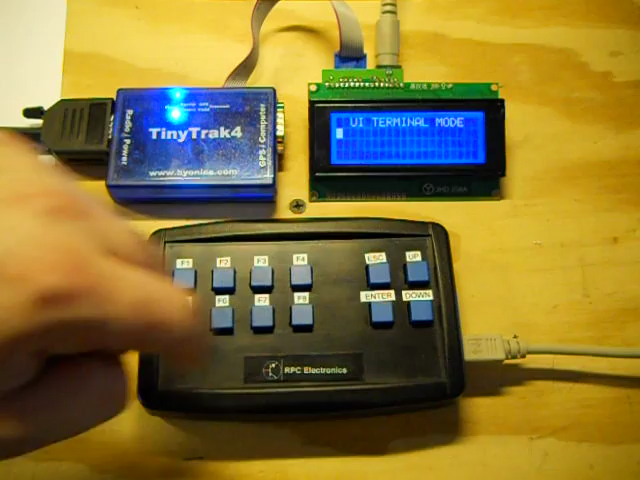 TinyTrak4
www.byonics.com
Radio / Power
GPS / Computer
UI TERMINAL MODE
F1
F2
F3
F4
ESC
UP
F6
F7
F8
ENTER
DOWN
RPC Electronics